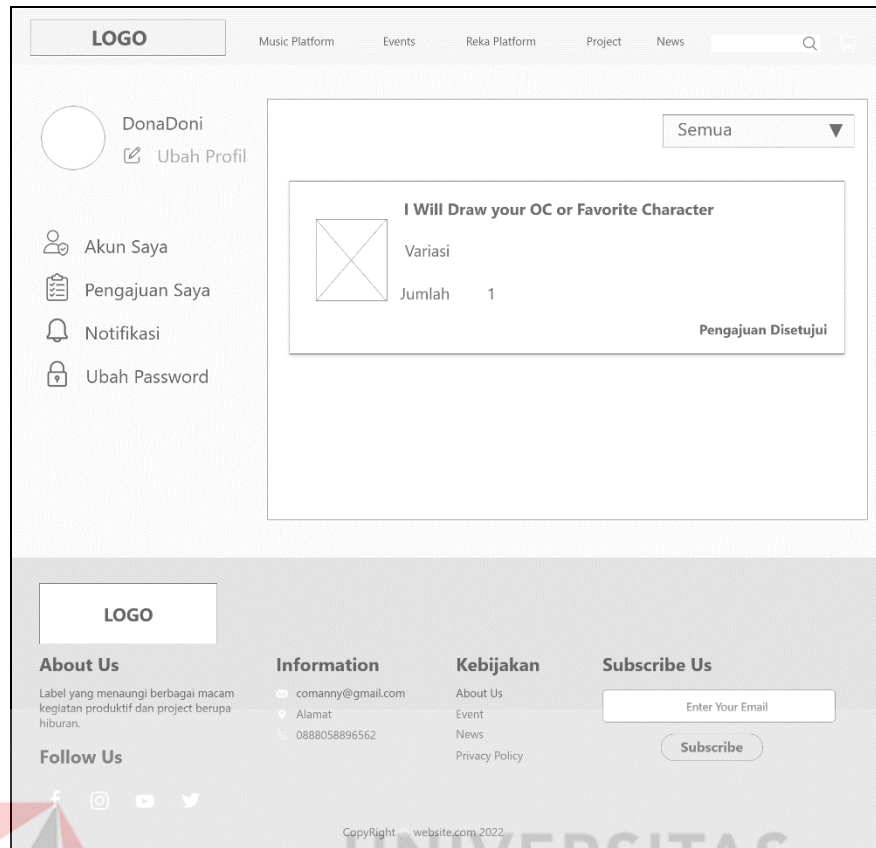 LOGO
Music Platform Events Reka Platform Project News
DonaDoni
Ubah Profil
Akun Saya
Pengajuan Saya
Notifikasi
Ubah Password
Semua
I Will Draw your OC or Favorite Character
Variasi
Jumlah 1
Pengajuan Disetujui
LOGO
About Us
Label yang menaungi berbagai macam
kegiatan produktif dan project berupa
hiburan.
Follow Us
Information
comanny@gmail.com
Alamat
0888058896562
Kebijakan
About Us
Event
News
Privacy Policy
Subscribe Us
Enter Your Email
Subscribe
CopyRight website.com 2022
UNIVERSITAS